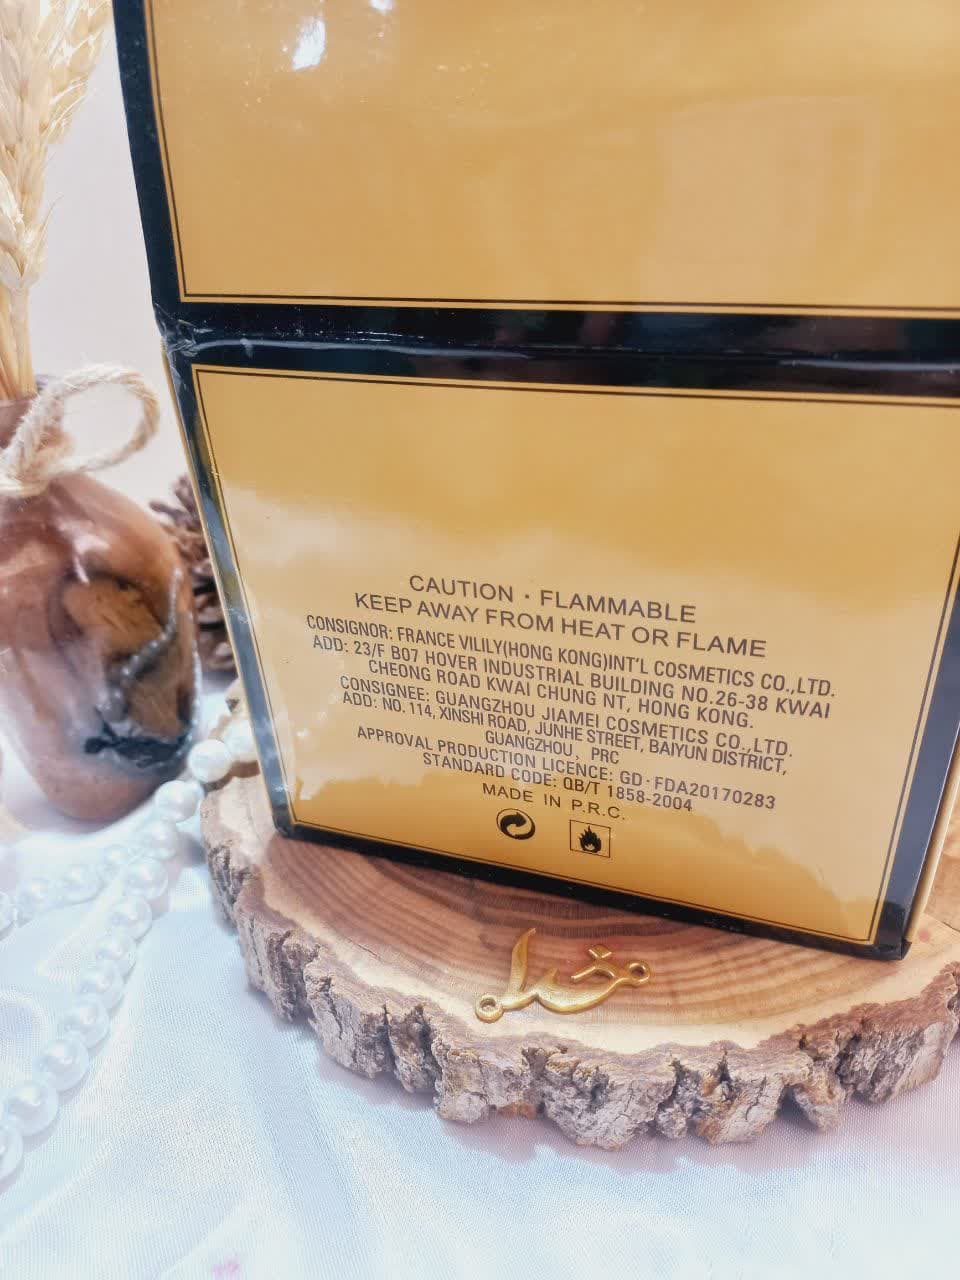 CAUTION · FLAMMABLE
KEEP AWAY FROM HEAT OR FLAME
CONSIGNOR: FRANCE VILILY(HONG KONG)INT'L COSMETICS CO.,LTD.
ADD: 23/F B07 HOVER INDUSTRIAL BUILDING NO.26-38 KWAI
CHEONG ROAD KWAI CHUNG NT, HONG KONG.
CONSIGNEE: GUANGZHOU JIAMEI COSMETICS CO.,LTD.
ADD: NO. 114, XINSHI ROAD, JUNHE STREET, BAIYUN DISTRICT,
GUANGZHOU, PRC
APPROVAL PRODUCTION LICENCE: GD·FDA20170283
STANDARD CODE: QB/T 1858-2004
MADE IN P.R.C.
خدا